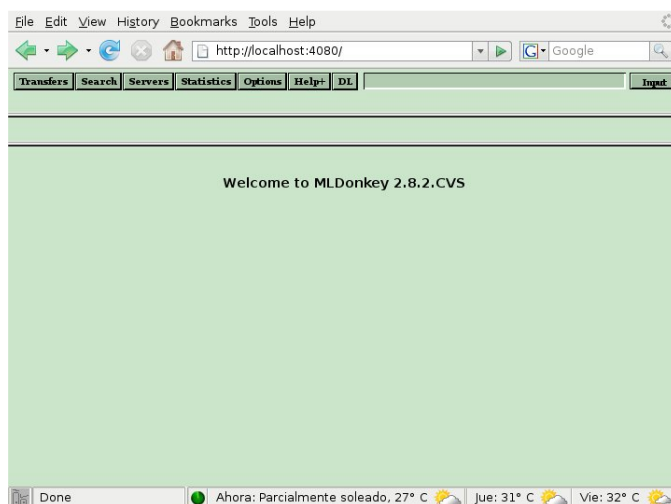 File Edit View History Bookmarks Tools Help
http://localhost:4080/ G Google
Transfers Search Servers Statistics Options Help+ DL Input
Welcome to MLDonkey 2.8.2.CVS
Done Ahora: Parcialmente soleado, 27° C Jue: 31° C Vie: 32° C